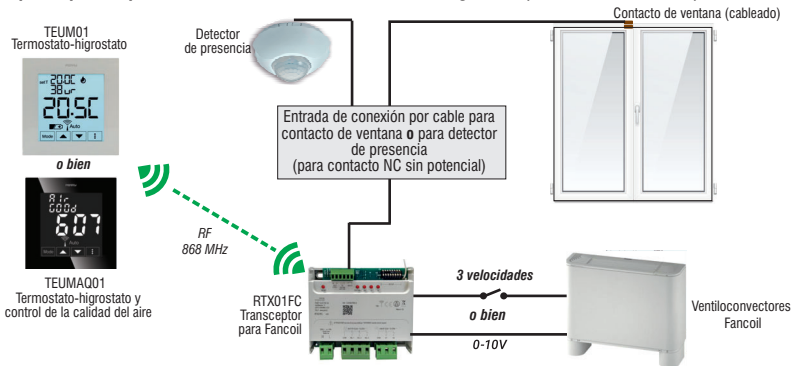 TEUM01
Termostato-higrostato
SET 20.0C
38ur
20.5C
Auto
Mode
o bien
AIr
GOOd
607
Auto
Mode
TEUMAQ01
Termostato-higrostato y
control de la calidad del aire
Detector
de presencia
Contacto de ventana (cableado)
Entrada de conexión por cable para
contacto de ventana o para detector
de presencia
(para contacto NC sin potencial)
RF
868 MHz
RTX01FC
Transceptor
para Fancoil
3 velocidades
o bien
0-10V
Ventiloconvectores
Fancoil